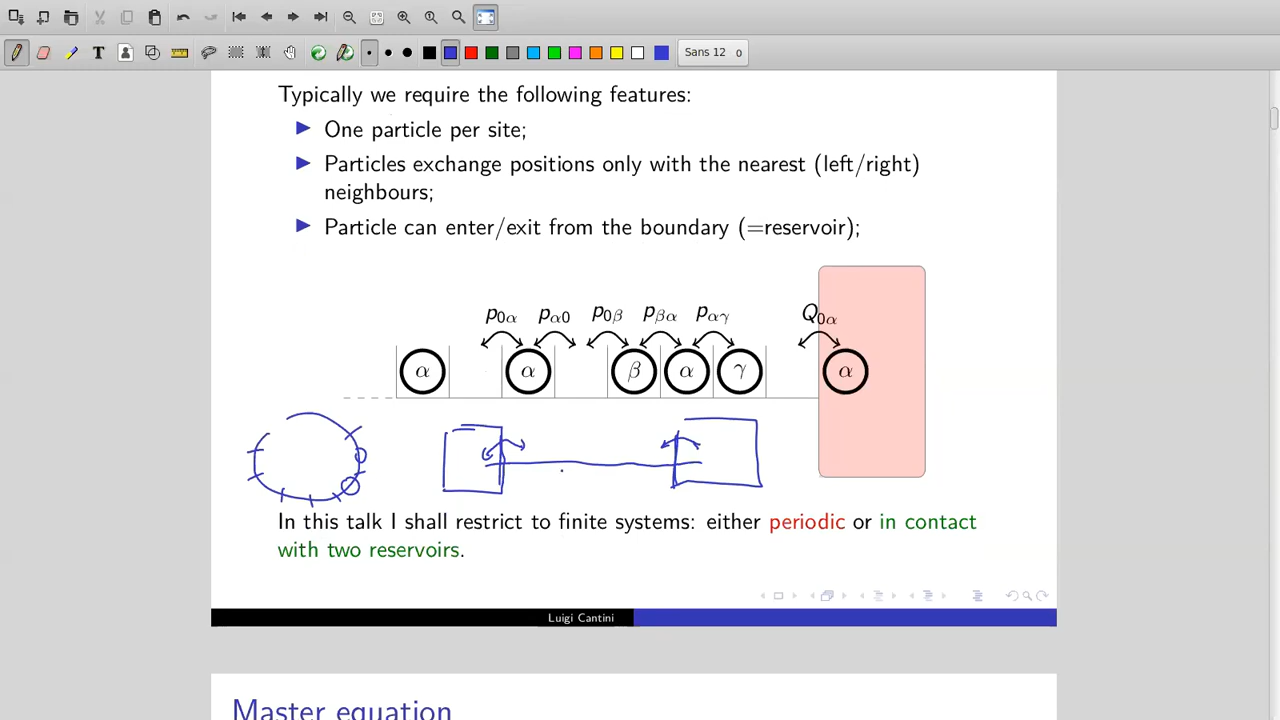 Sans 12 0
Typically we require the following features:
One particle per site;
Particles exchange positions only with the nearest (left/right)
neighbours;
Particle can enter/exit from the boundary (=reservoir);
p0α pα0 p0β pβα pαγ Q0α
α α β α γ α
In this talk I shall restrict to finite systems: either periodic or in contact
with two reservoirs.
Luigi Cantini
Master equation